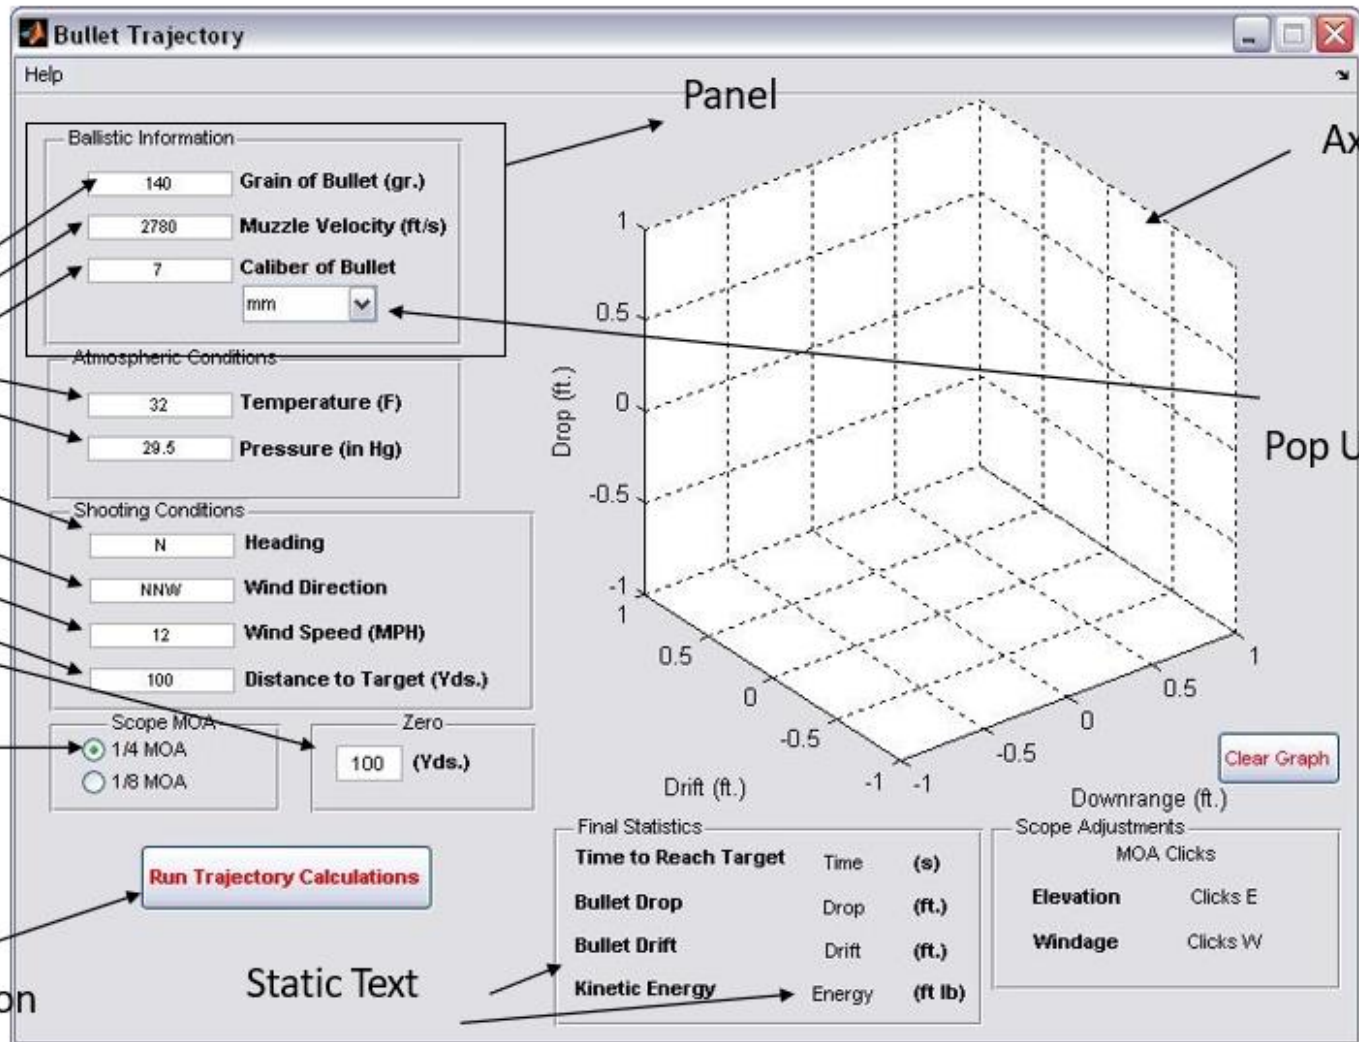 Bullet Trajectory
Help
Panel
Ax
Ballistic Information
140 Grain of Bullet (gr.)
2780 Muzzle Velocity (ft/s)
7 Caliber of Bullet
mm
Atmospheric Conditions
32 Temperature (F)
29.5 Pressure (in Hg)
Shooting Conditions
N Heading
NNW Wind Direction
12 Wind Speed (MPH)
100 Distance to Target (Yds.)
Scope MOA
1/4 MOA
1/8 MOA
Zero
100 (Yds.)
Run Trajectory Calculations
on
Static Text
Pop U
Drop (ft.)
1
0.5
0
-0.5
-1
1
0.5
0
-0.5
-1
Drift (ft.)
-1
-0.5
0
0.5
1
Downrange (ft.)
Clear Graph
Final Statistics
Time to Reach Target Time (s)
Bullet Drop Drop (ft.)
Bullet Drift Drift (ft.)
Kinetic Energy Energy (ft lb)
Scope Adjustments
MOA Clicks
Elevation Clicks E
Windage Clicks W